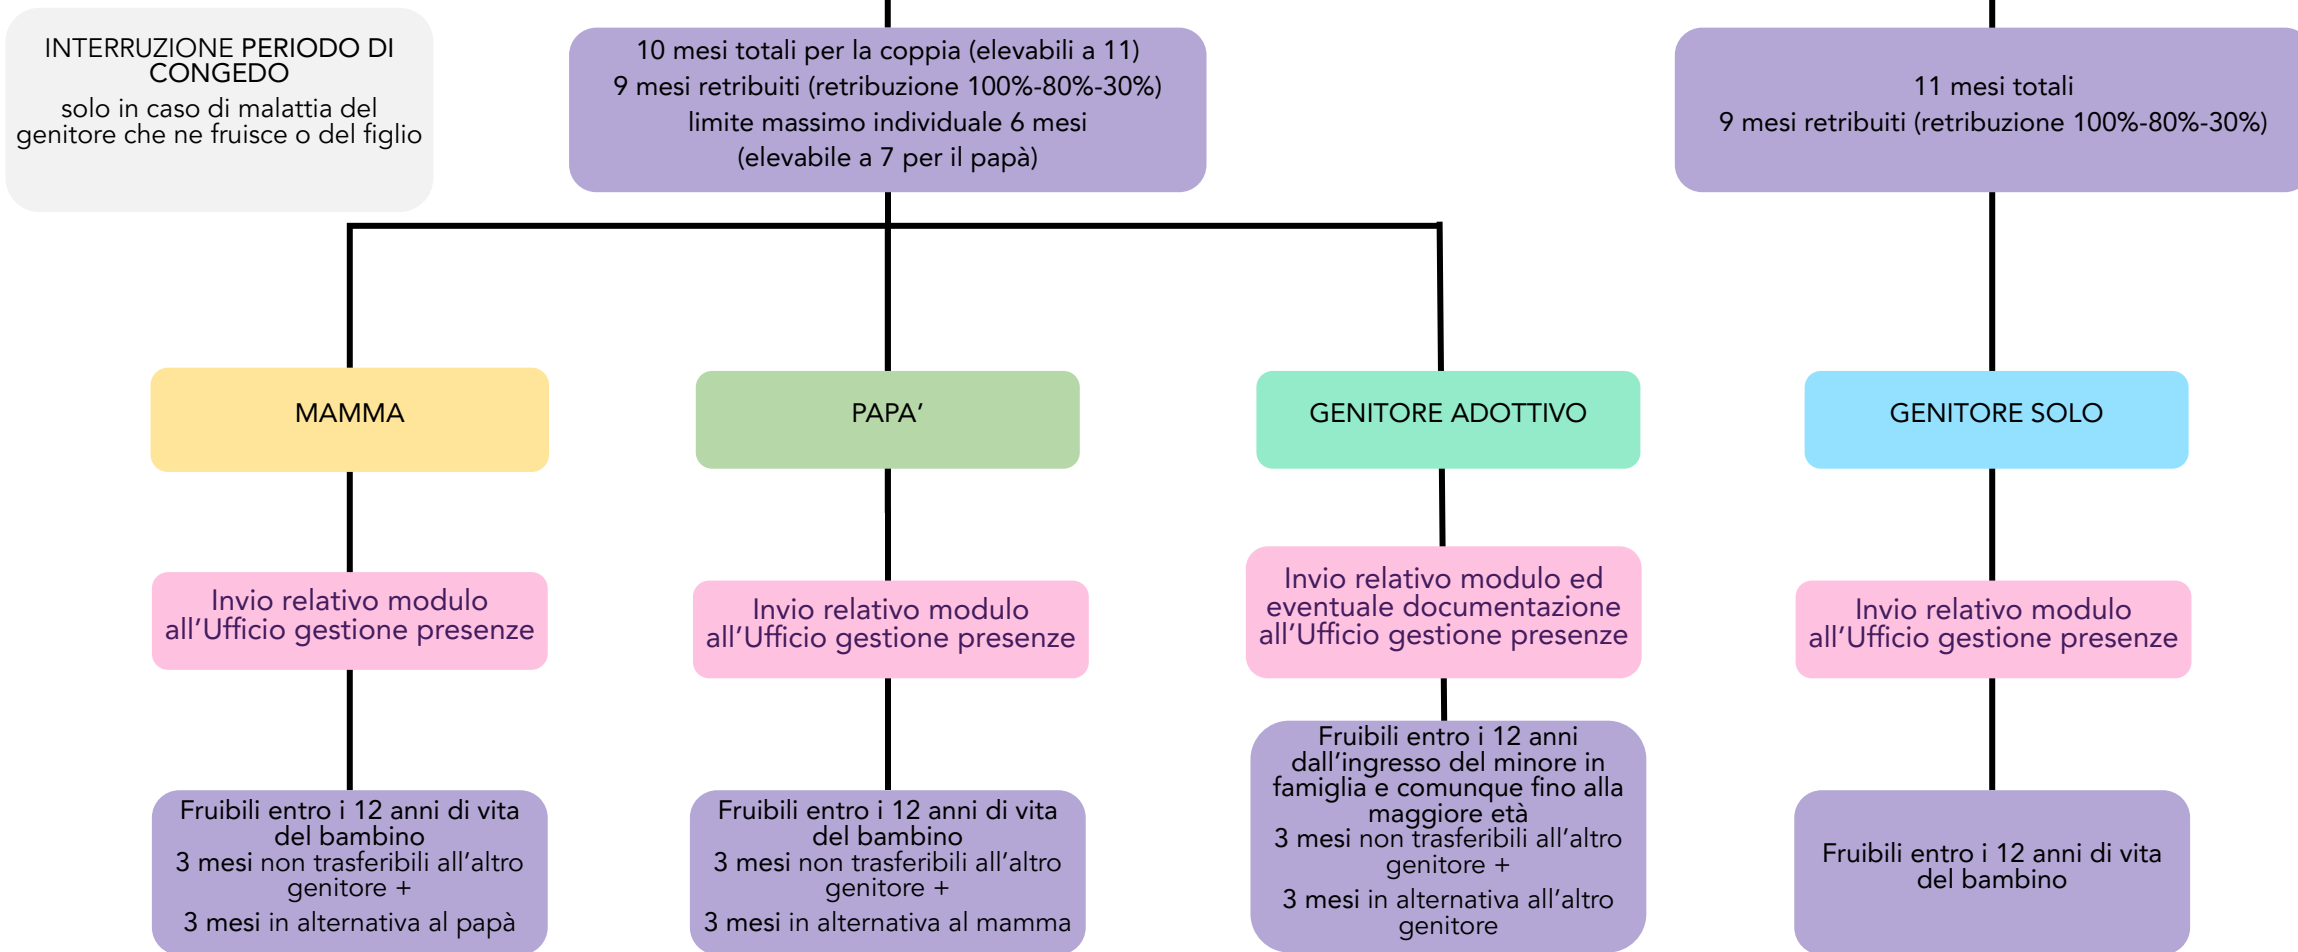 INTERRUZIONE PERIODO DI
CONGEDO
solo in caso di malattia del
genitore che ne fruisce o del figlio
10 mesi totali per la coppia (elevabili a 11)
9 mesi retribuiti (retribuzione 100%-80%-30%)
limite massimo individuale 6 mesi
(elevabile a 7 per il papà)
11 mesi totali
9 mesi retribuiti (retribuzione 100%-80%-30%)
MAMMA
PAPA’
GENITORE ADOTTIVO
GENITORE SOLO
Invio relativo modulo
all’Ufficio gestione presenze
Invio relativo modulo
all’Ufficio gestione presenze
Invio relativo modulo ed
eventuale documentazione
all’Ufficio gestione presenze
Invio relativo modulo
all’Ufficio gestione presenze
Fruibili entro i 12 anni di vita
del bambino
3 mesi non trasferibili all’altro
genitore +
3 mesi in alternativa al papà
Fruibili entro i 12 anni di vita
del bambino
3 mesi non trasferibili all’altro
genitore +
3 mesi in alternativa al mamma
Fruibili entro i 12 anni
dall’ingresso del minore in
famiglia e comunque fino alla
maggiore età
3 mesi non trasferibili all’altro
genitore +
3 mesi in alternativa all’altro
genitore
Fruibili entro i 12 anni di vita
del bambino